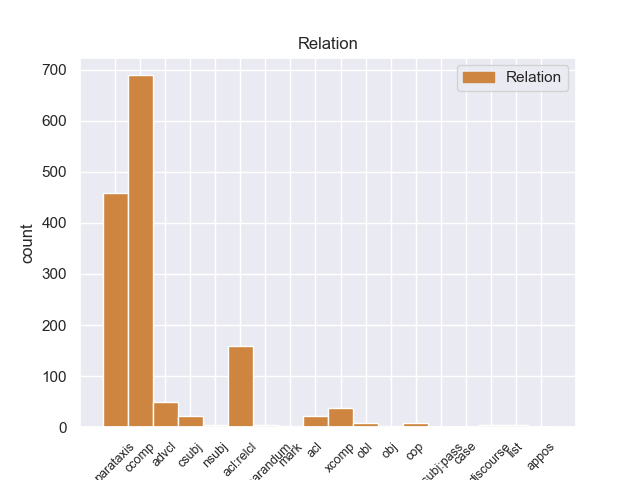 Relation
Relation
700
600
500
400
300
200
100
0
count
parataxis
ccomp
advcl
csubj
nsubj
acl:relcl
mark
acl
xcomp
obl
obj
cop
case
discourse
list
appos